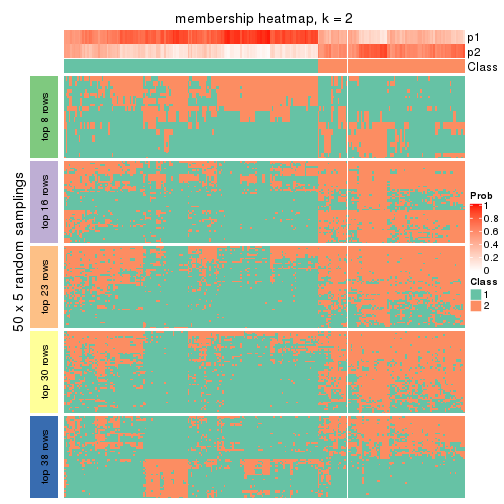 membership heatmap, k = 2
p1
p2
Class
50 x 5 random samplings
top 8 rows
top 16 rows
top 23 rows
top 30 rows
top 38 rows
Prob
1
0.8
0.6
0.4
0.2
0
Class
1
2